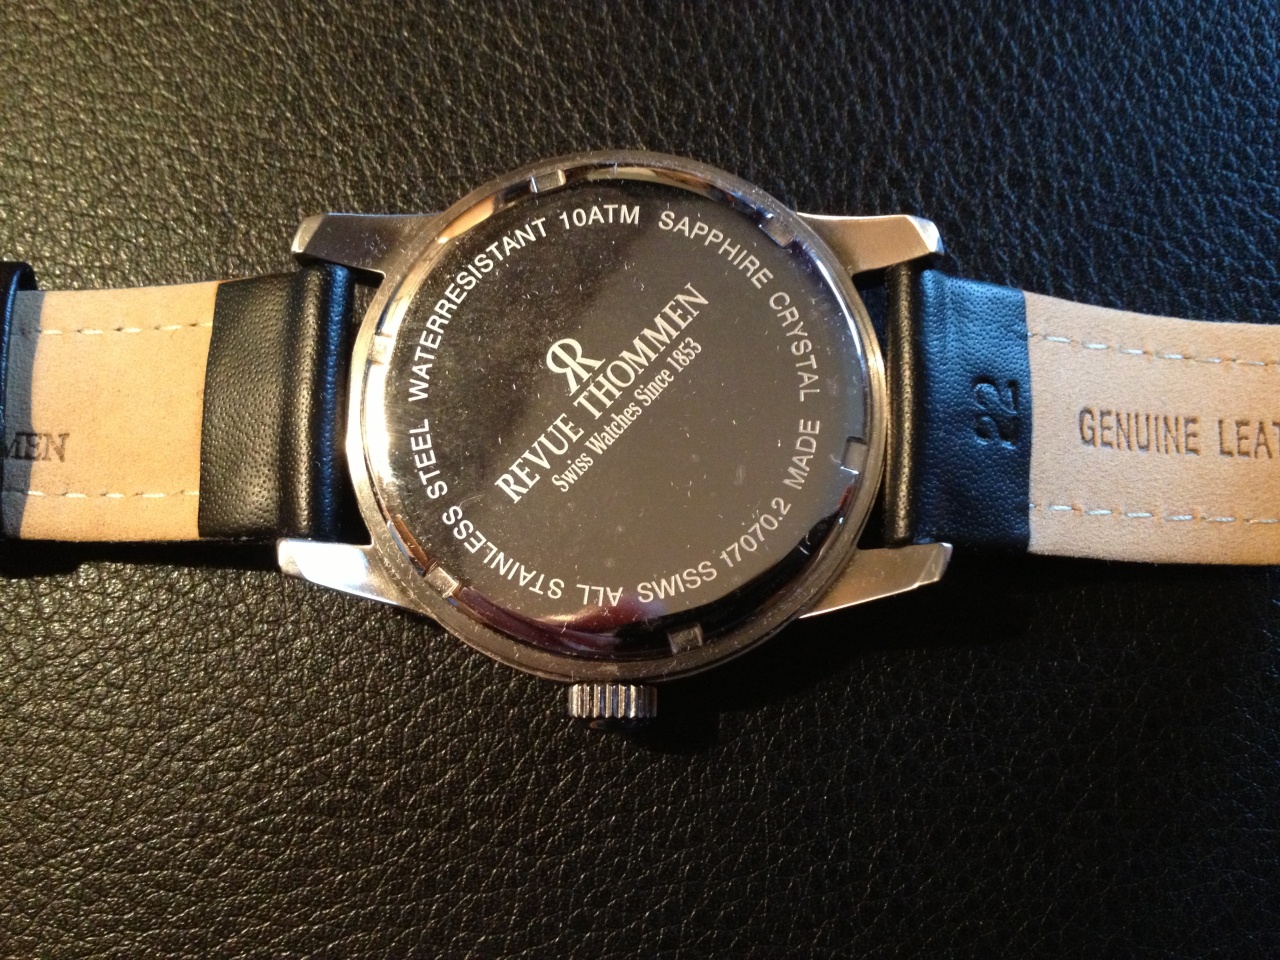 WATERRESISTANT 10ATM SAPPHIRE CRYSTAL MADE 17070.2 SWISS ALL STAINLESS STEEL
RR
REVUE THOMMEN
Swiss Watches Since 1853
MEN
22
GENUINE LEAT